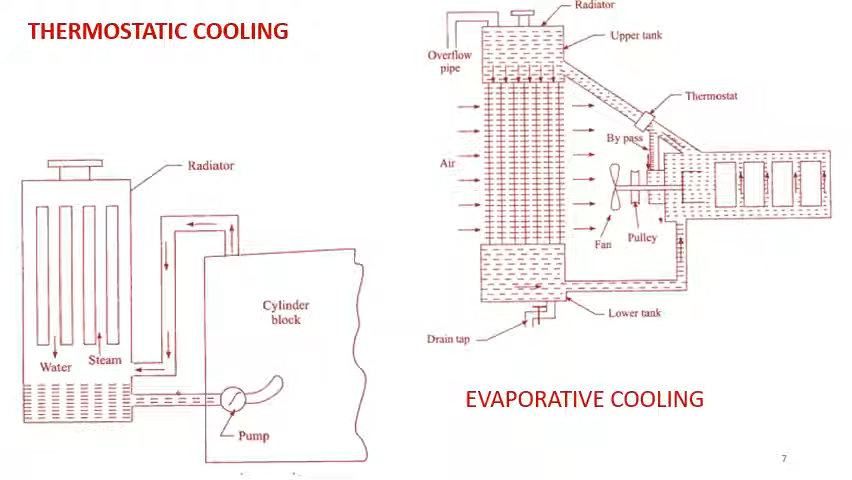 THERMOSTATIC COOLING
Radiator
Cylinder
block
Water
Steam
Pump
Radiator
Upper tank
Overflow
pipe
Thermostat
By pass
Air
Fan
Pulley
Lower tank
Drain tap
EVAPORATIVE COOLING
7